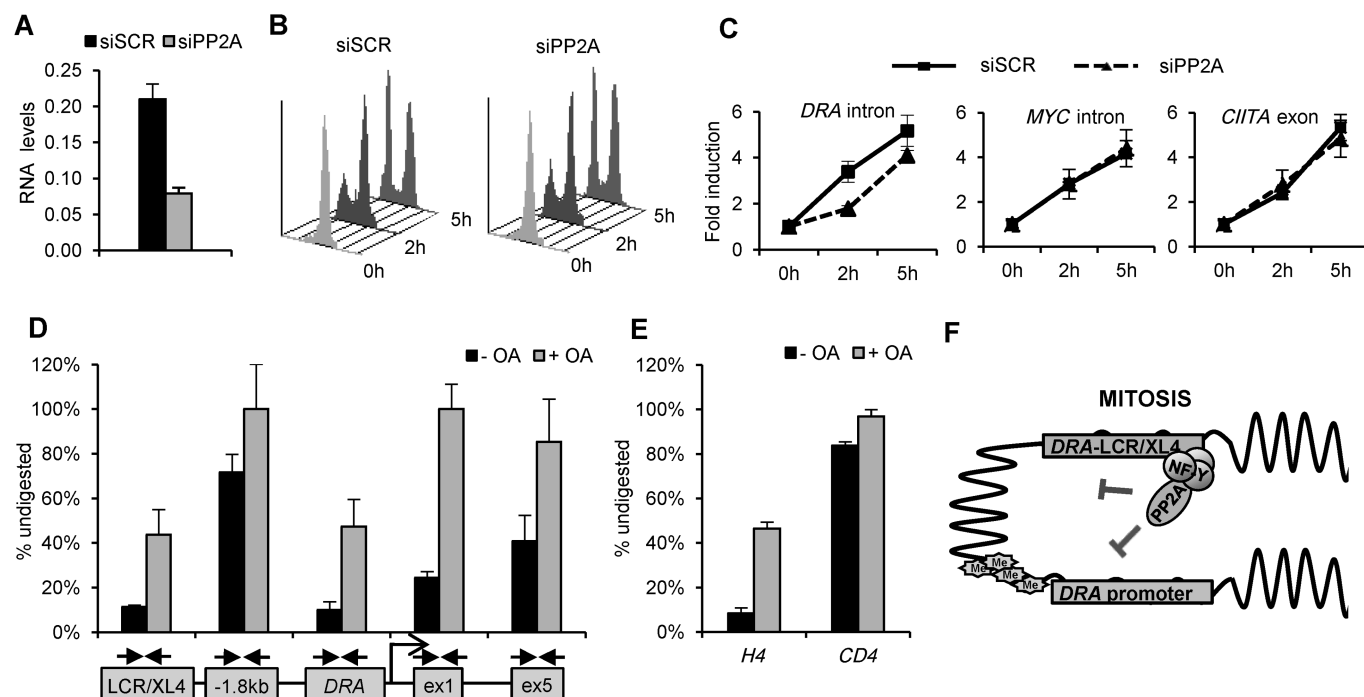 A
siSCR siPP2A
RNA levels
0.25
0.20
0.15
0.10
0.05
0.00
B
siSCR
siPP2A
0h
2h
5h
0h
2h
5h
C
siSCR siPP2A
Fold induction
DRA intron
6
4
2
0
0h 2h 5h
MYC intron
6
4
2
0
0h 2h 5h
CIITA exon
6
4
2
0
0h 2h 5h
D
- OA + OA
% undigested
120%
100%
80%
60%
40%
20%
0%
LCR/XL4 -1.8kb DRA ex1 ex5
E
- OA + OA
% undigested
120%
100%
80%
60%
40%
20%
0%
H4 CD4
F
MITOSIS
DRA-LCR/XL4
NF-Y
PP2A
Me
Me
Me
Me
DRA promoter